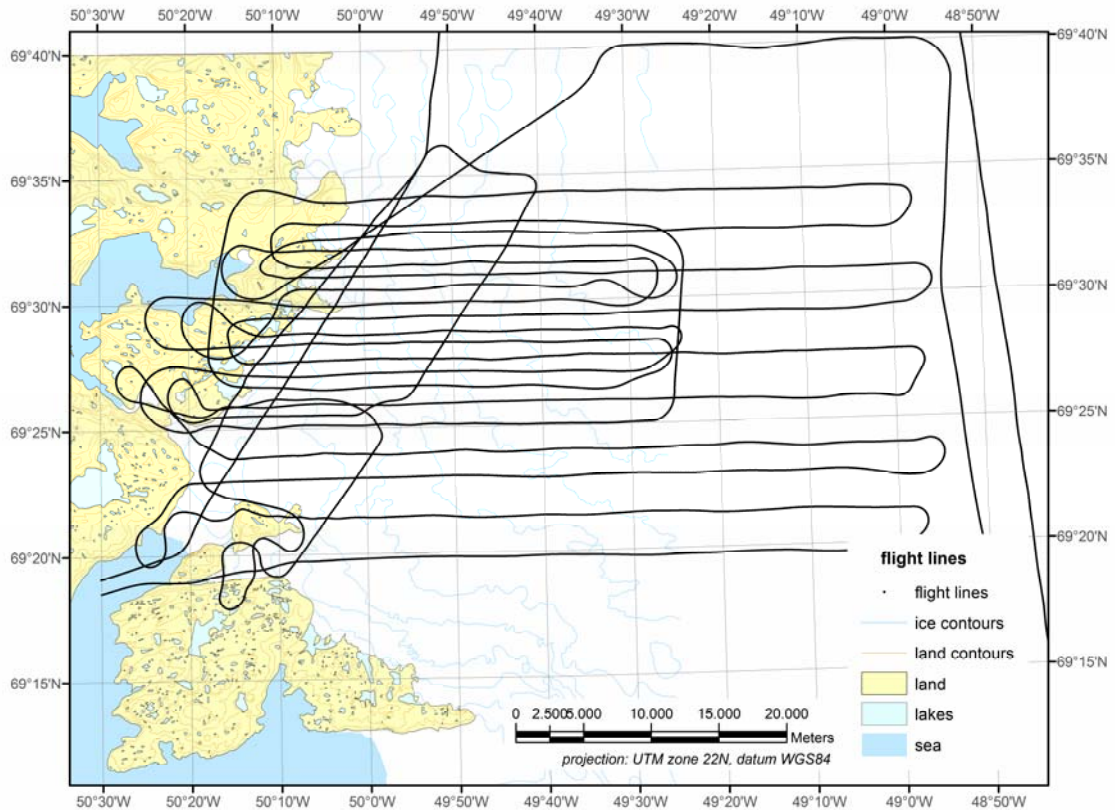 50°30'W 50°20'W 50°10'W 50°00'W 49°50'W 49°40'W 49°30'W 49°20'W 49°10'W 49°00'W 48°50'W
69°40'N 69°40'N
69°35'N 69°35'N
69°30'N 69°30'N
69°25'N 69°25'N
69°20'N 69°20'N
flight lines
flight lines
ice contours
land contours
69°15'N 69°15'N
land
lakes
sea
0 2.500 5.000 10.000 15.000 20.000
Meters
projection: UTM zone 22N, datum WGS84
50°30'W 50°20'W 50°10'W 50°00'W 49°50'W 49°40'W 49°30'W 49°20'W 49°10'W 49°00'W 48°50'W